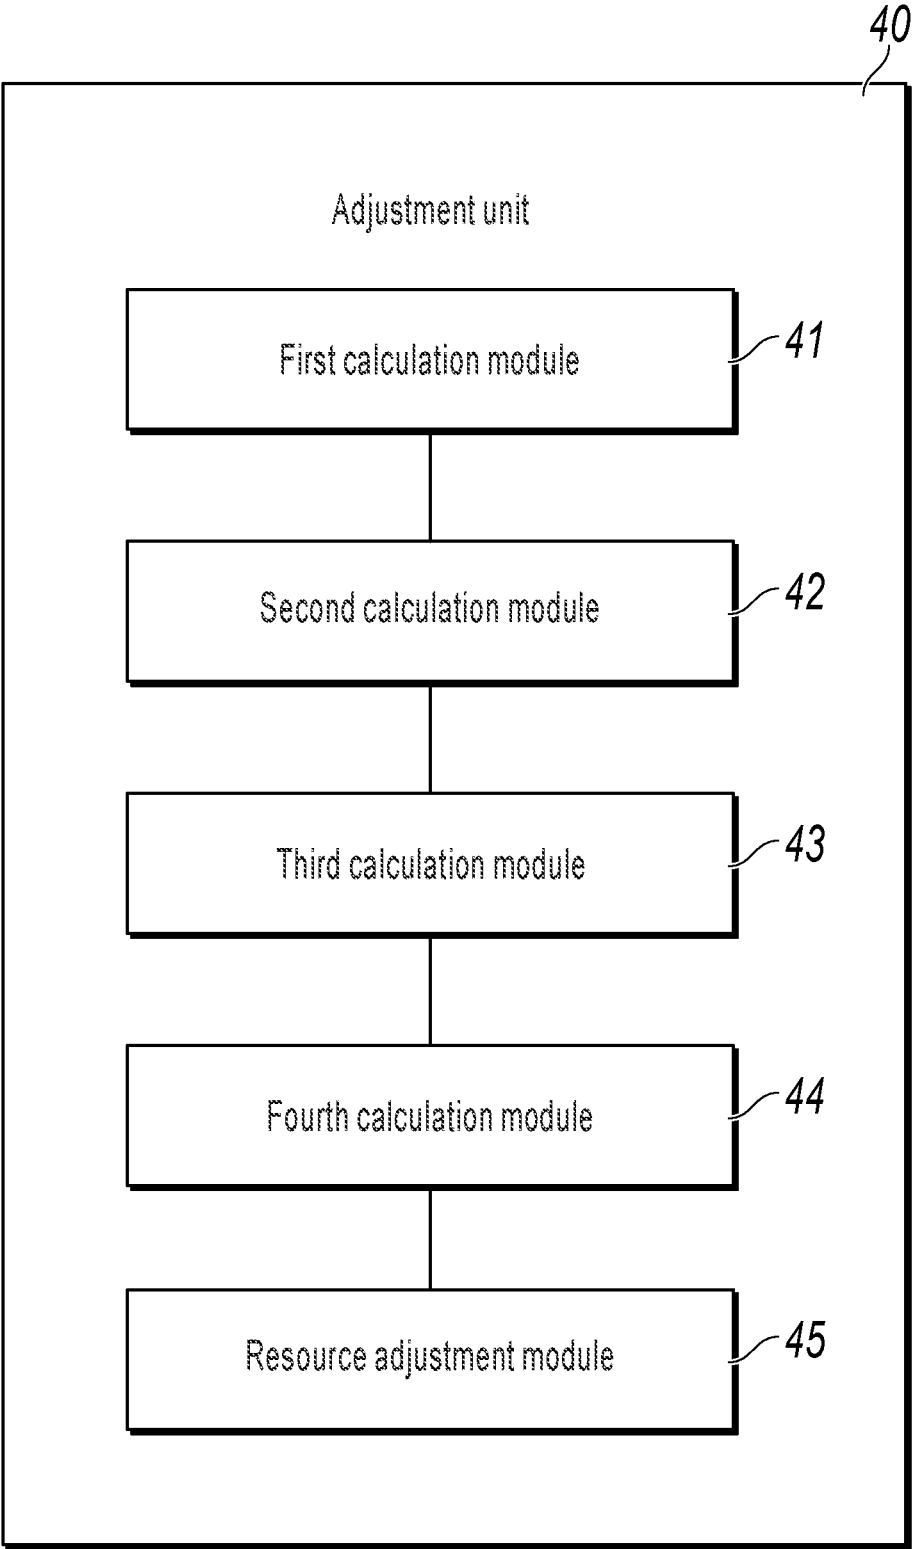 40
Adjustment unit
First calculation module
41
Second calculation module
42
Third calculation module
43
Fourth calculation module
44
Resource adjustment module
45